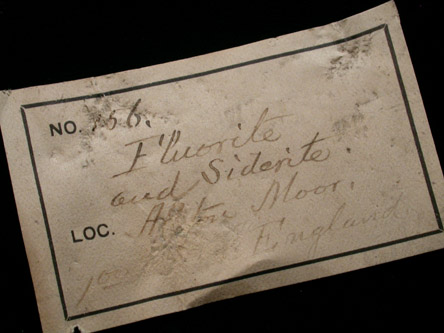 NO. 156.
Fluorite
and Siderite.
LOC. Alston Moor.
England